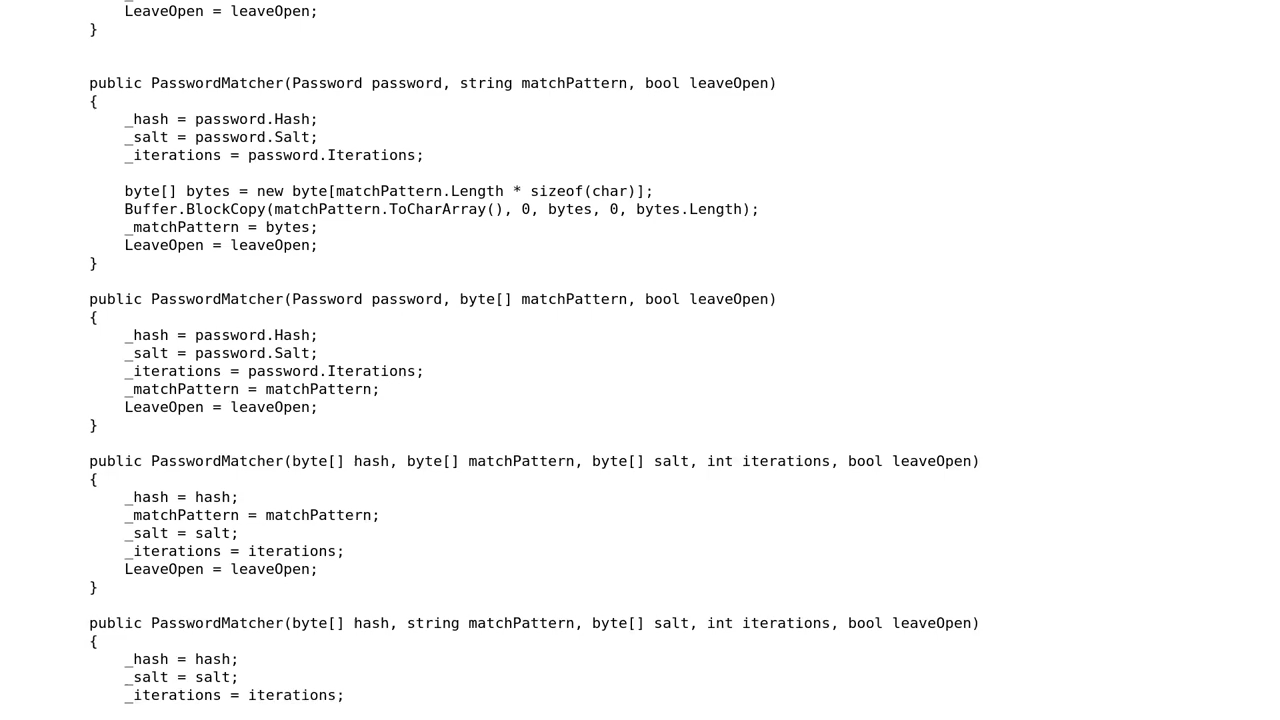 LeaveOpen = leaveOpen;
}
public PasswordMatcher(Password password, string matchPattern, bool leaveOpen)
{
_hash = password.Hash;
_salt = password.Salt;
_iterations = password.Iterations;
byte[] bytes = new byte[matchPattern.Length * sizeof(char)];
Buffer.BlockCopy(matchPattern.ToCharArray(), 0, bytes, 0, bytes.Length);
_matchPattern = bytes;
LeaveOpen = leaveOpen;
}
public PasswordMatcher(Password password, byte[] matchPattern, bool leaveOpen)
{
_hash = password.Hash;
_salt = password.Salt;
_iterations = password.Iterations;
_matchPattern = matchPattern;
LeaveOpen = leaveOpen;
}
public PasswordMatcher(byte[] hash, byte[] matchPattern, byte[] salt, int iterations, bool leaveOpen)
{
_hash = hash;
_matchPattern = matchPattern;
_salt = salt;
_iterations = iterations;
LeaveOpen = leaveOpen;
}
public PasswordMatcher(byte[] hash, string matchPattern, byte[] salt, int iterations, bool leaveOpen)
{
_hash = hash;
_salt = salt;
_iterations = iterations;